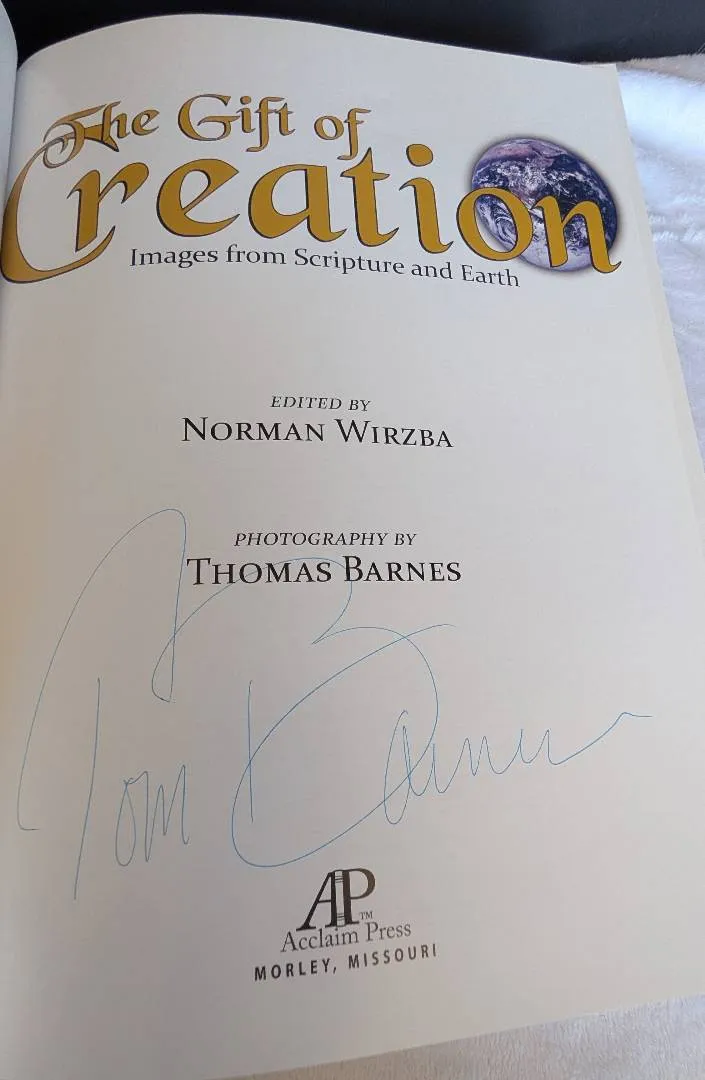 The Gift of
Creation
Images from Scripture and Earth
EDITED BY
NORMAN WIRZBA
PHOTOGRAPHY BY
THOMAS BARNES
Tom Barnes
AP™
Acclaim Press
MORLEY, MISSOURI